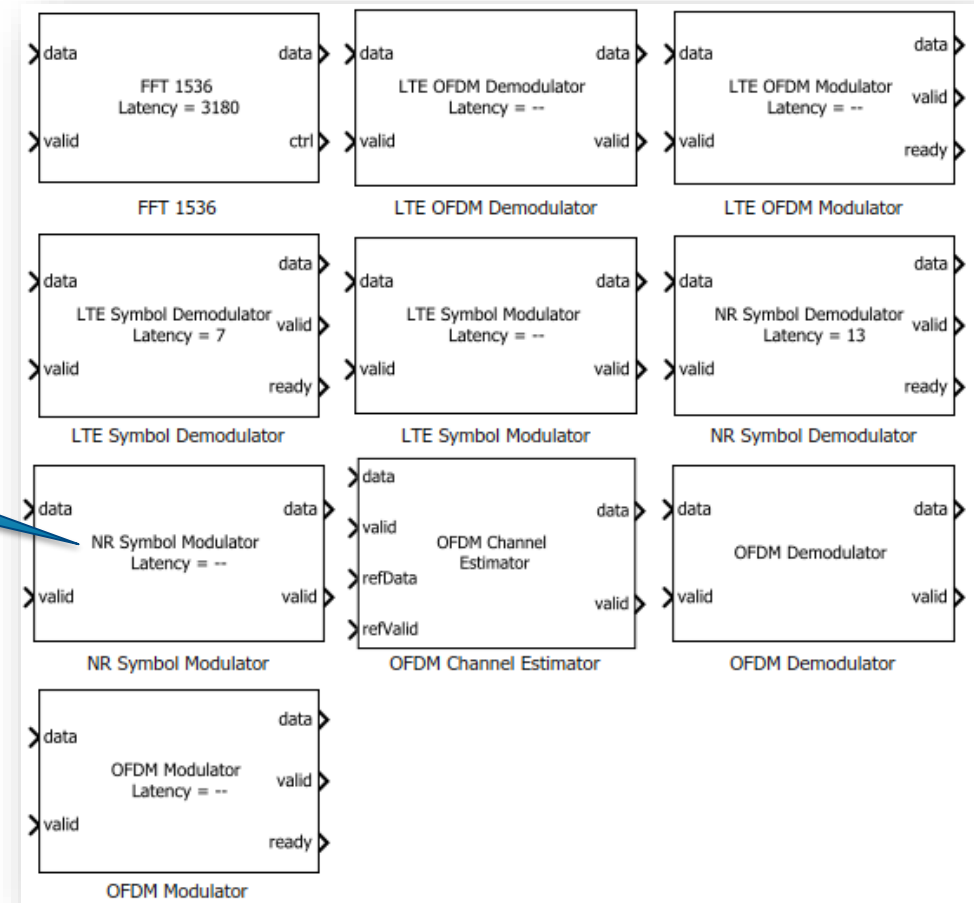 data
data
FFT 1536
Latency = 3180
valid
ctrl
FFT 1536
data
data
LTE OFDM Demodulator
Latency = --
valid
valid
LTE OFDM Demodulator
data
data
LTE OFDM Modulator
Latency = --
valid
valid
ready
LTE OFDM Modulator
data
data
LTE Symbol Demodulator
Latency = 7
valid
valid
ready
LTE Symbol Demodulator
data
data
LTE Symbol Modulator
Latency = --
valid
valid
LTE Symbol Modulator
data
data
NR Symbol Demodulator
Latency = 13
valid
valid
ready
NR Symbol Demodulator
data
data
NR Symbol Modulator
Latency = --
valid
valid
NR Symbol Modulator
data
data
valid
OFDM Channel
Estimator
refData
valid
refValid
OFDM Channel Estimator
data
data
OFDM Demodulator
valid
valid
OFDM Demodulator
data
data
OFDM Modulator
Latency = --
valid
valid
ready
OFDM Modulator